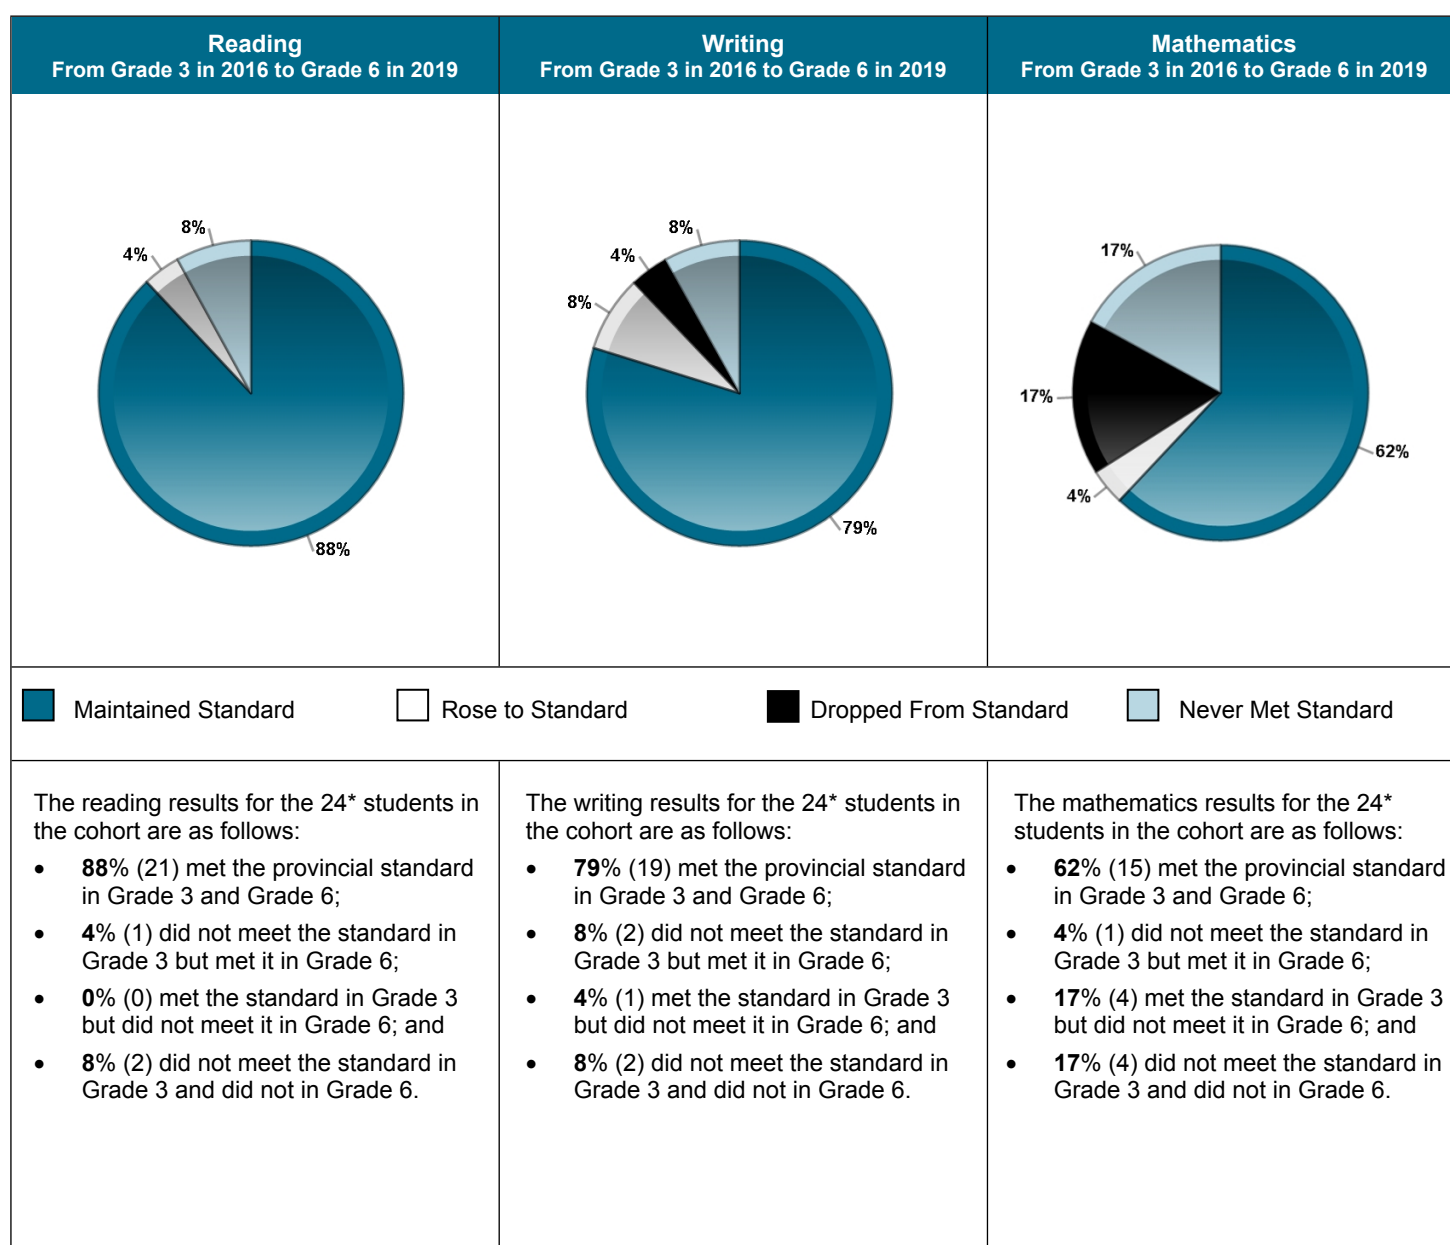 Reading
From Grade 3 in 2016 to Grade 6 in 2019
Writing
From Grade 3 in 2016 to Grade 6 in 2019
Mathematics
From Grade 3 in 2016 to Grade 6 in 2019
8%
4%
88%
8%
4%
8%
79%
17%
17%
4%
62%
Maintained Standard
Rose to Standard
Dropped From Standard
Never Met Standard
The reading results for the 24* students in
the cohort are as follows:
• 88% (21) met the provincial standard
in Grade 3 and Grade 6;
• 4% (1) did not meet the standard in
Grade 3 but met it in Grade 6;
• 0% (0) met the standard in Grade 3
but did not meet it in Grade 6; and
• 8% (2) did not meet the standard in
Grade 3 and did not in Grade 6.
The writing results for the 24* students in
the cohort are as follows:
• 79% (19) met the provincial standard
in Grade 3 and Grade 6;
• 8% (2) did not meet the standard in
Grade 3 but met it in Grade 6;
• 4% (1) met the standard in Grade 3
but did not meet it in Grade 6; and
• 8% (2) did not meet the standard in
Grade 3 and did not in Grade 6.
The mathematics results for the 24*
students in the cohort are as follows:
• 62% (15) met the provincial standard
in Grade 3 and Grade 6;
• 4% (1) did not meet the standard in
Grade 3 but met it in Grade 6;
• 17% (4) met the standard in Grade 3
but did not meet it in Grade 6; and
• 17% (4) did not meet the standard in
Grade 3 and did not in Grade 6.